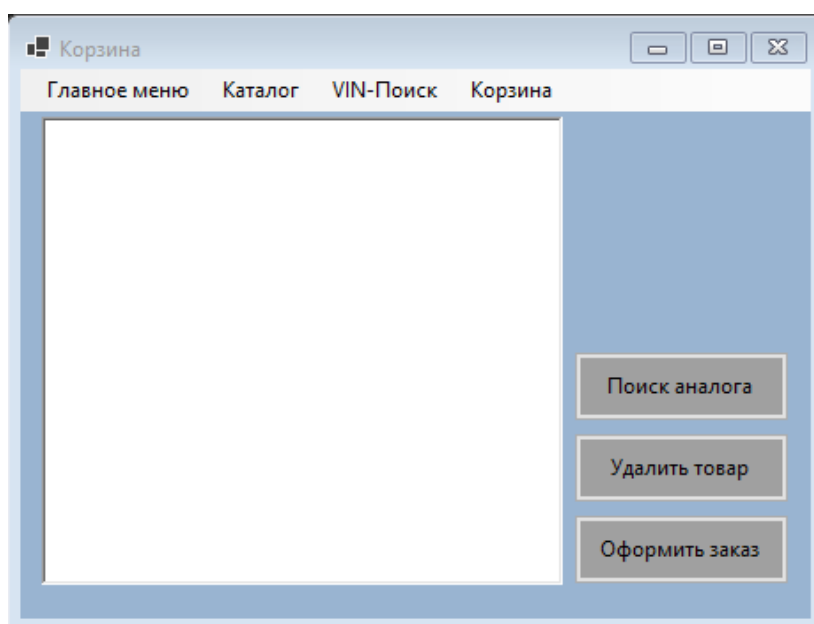 Корзина
Главное меню Каталог VIN-Поиск Корзина
Поиск аналога
Удалить товар
Оформить заказ